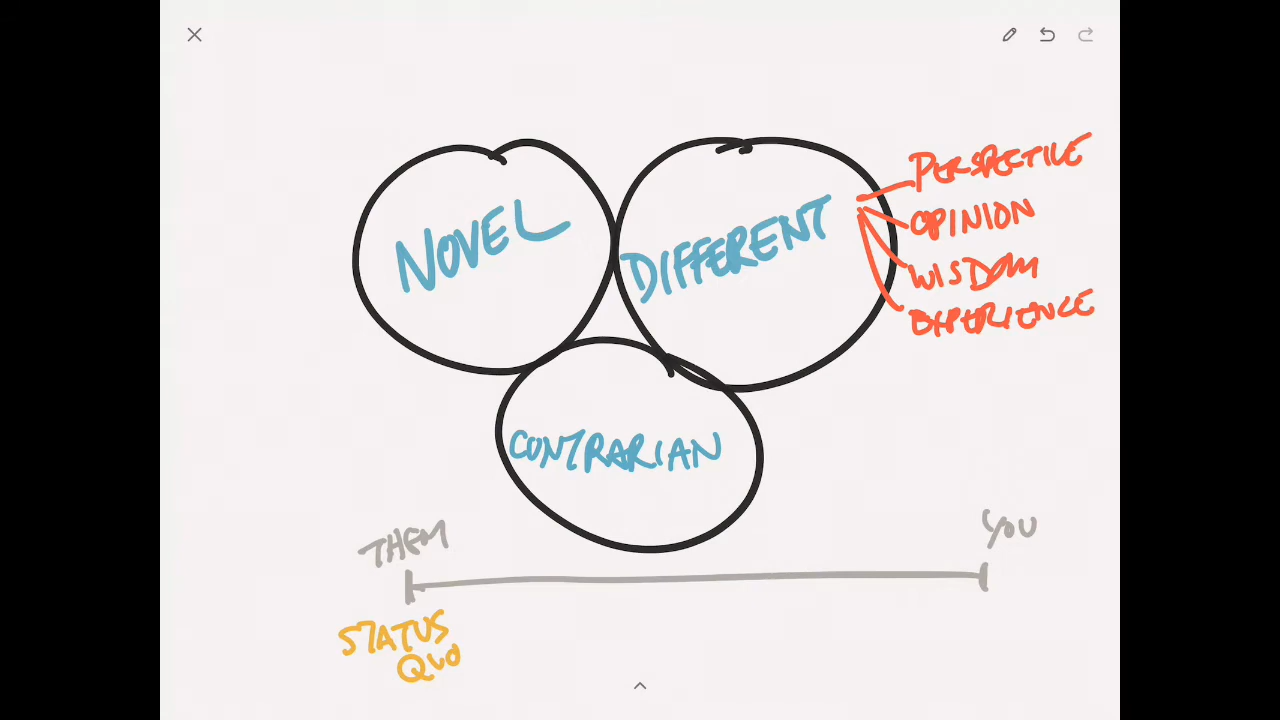 NOVEL
DIFFERENT
PERSPECTIVE
OPINION
WISDOM
EXPERIENCE
CONTRARIAN
THEM
YOU
STATUS
QUO